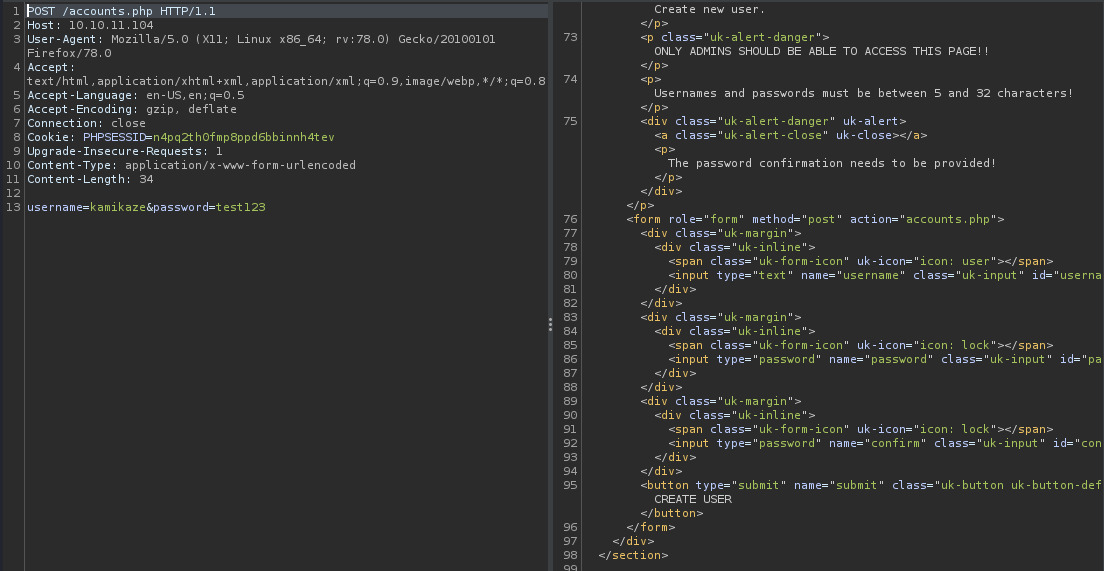 1 POST /accounts.php HTTP/1.1
2 Host: 10.10.11.104
3 User-Agent: Mozilla/5.0 (X11; Linux x86_64; rv:78.0) Gecko/20100101
Firefox/78.0
4 Accept:
text/html,application/xhtml+xml,application/xml;q=0.9,image/webp,*/*;q=0.8
5 Accept-Language: en-US,en;q=0.5
6 Accept-Encoding: gzip, deflate
7 Connection: close
8 Cookie: PHPSESSID=n4pq2th0fmp8ppd6bbinnh4tev
9 Upgrade-Insecure-Requests: 1
10 Content-Type: application/x-www-form-urlencoded
11 Content-Length: 34
12
13 username=kamikaze&password=test123
Create new user.
</p>
73 <p class="uk-alert-danger">
ONLY ADMINS SHOULD BE ABLE TO ACCESS THIS PAGE!!
</p>
74 <p>
Usernames and passwords must be between 5 and 32 characters!
</p>
75 <div class="uk-alert-danger" uk-alert>
<a class="uk-alert-close" uk-close></a>
<p>
The password confirmation needs to be provided!
</p>
</div>
</p>
76 <form role="form" method="post" action="accounts.php">
77 <div class="uk-margin">
78 <div class="uk-inline">
79 <span class="uk-form-icon" uk-icon="icon: user"></span>
80 <input type="text" name="username" class="uk-input" id="userna
81 </div>
82 </div>
83 <div class="uk-margin">
84 <div class="uk-inline">
85 <span class="uk-form-icon" uk-icon="icon: lock"></span>
86 <input type="password" name="password" class="uk-input" id="pa
87 </div>
88 </div>
89 <div class="uk-margin">
90 <div class="uk-inline">
91 <span class="uk-form-icon" uk-icon="icon: lock"></span>
92 <input type="password" name="confirm" class="uk-input" id="con
93 </div>
94 </div>
95 <button type="submit" name="submit" class="uk-button uk-button-def
CREATE USER
</button>
96 </form>
97 </div>
98 </section>
99